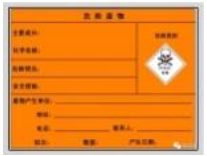 危险废物
主要成分:
化学名称:
危险情况:
安全措施:
废物产生单位:
地址:
电话: 联系人:
批次: 数量: 产生日期: